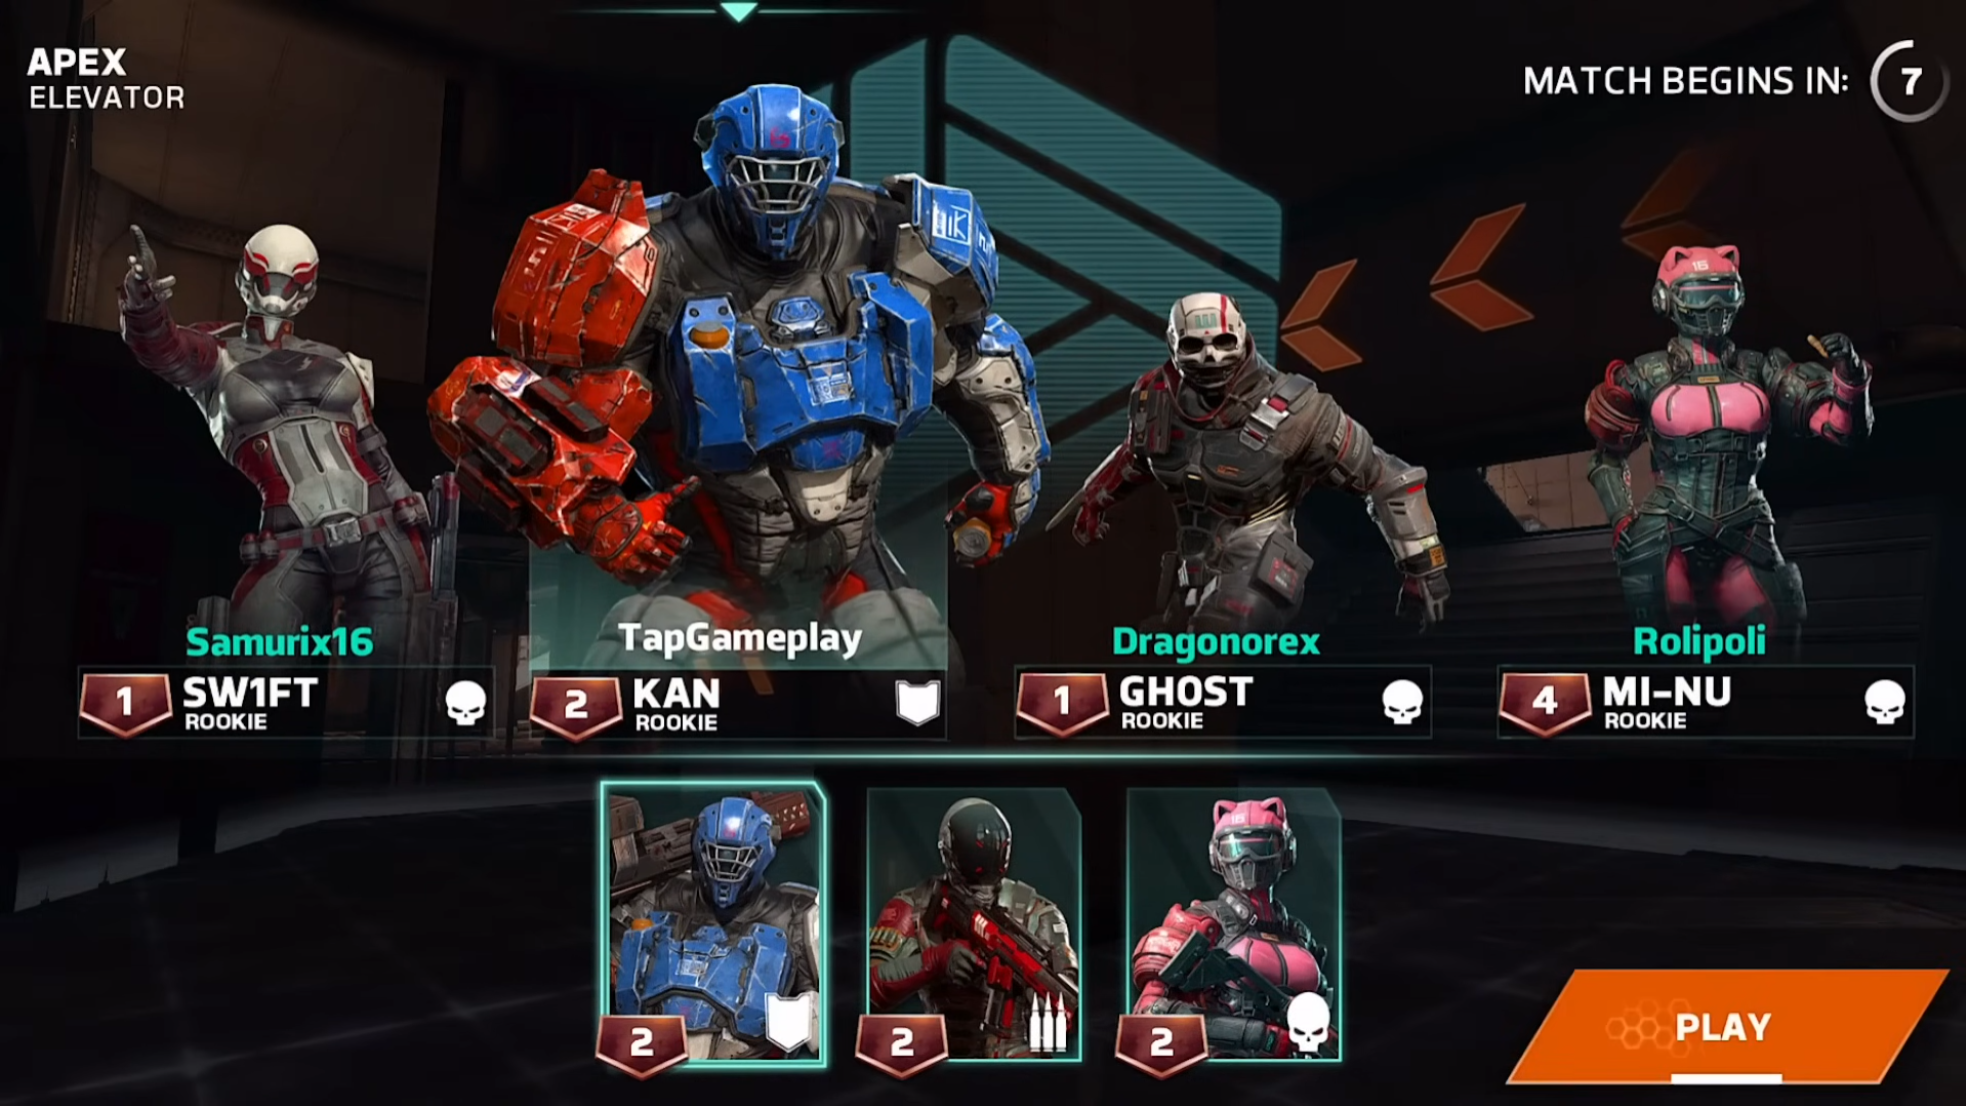 APEX
ELEVATOR
MATCH BEGINS IN: 7
Samurix16
1 SW1FT
ROOKIE
TapGameplay
2 KAN
ROOKIE
Dragonorex
1 GHOST
ROOKIE
Rolipoli
4 MI-NU
ROOKIE
2
2
2
PLAY